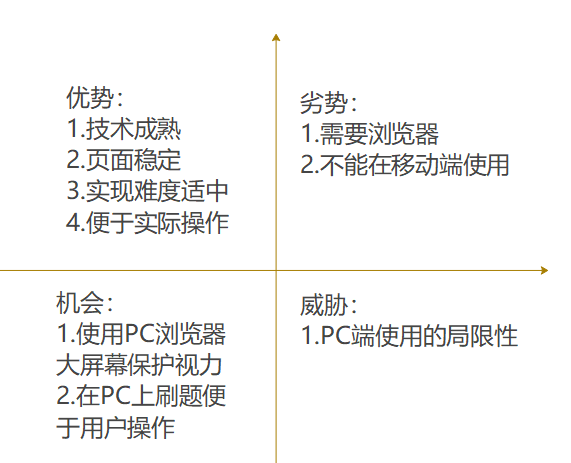 优势：
1.技术成熟
2.页面稳定
3.实现难度适中
4.便于实际操作
劣势：
1.需要浏览器
2.不能在移动端使用
机会：
1.使用PC浏览器
大屏幕保护视力
2.在PC上刷题便
于用户操作
威胁：
1.PC端使用的局限性